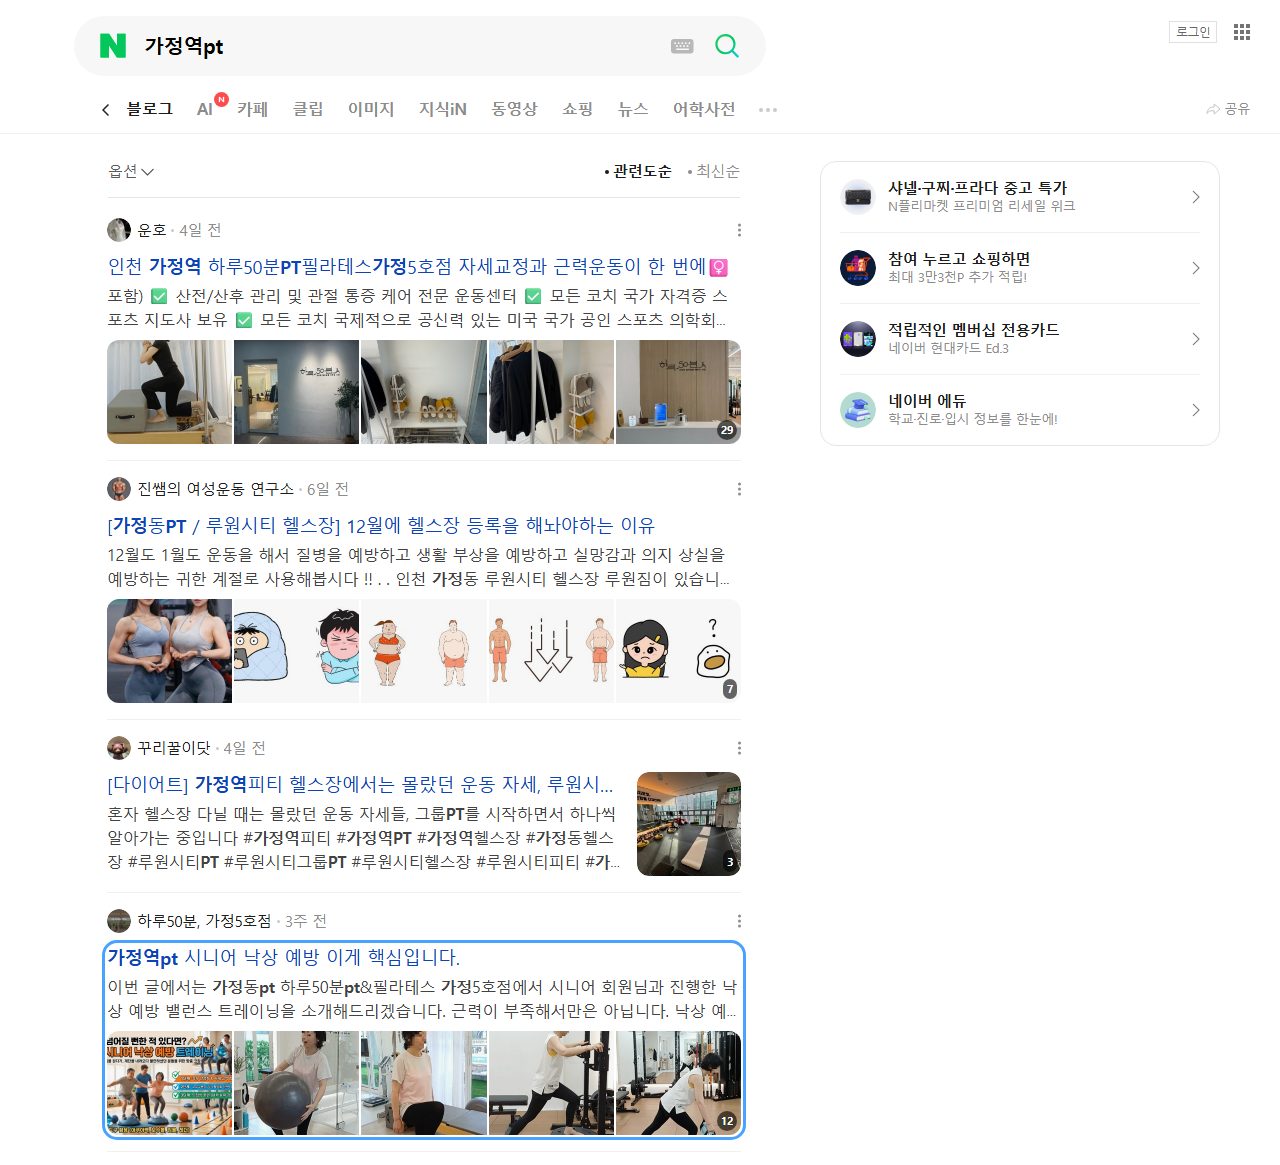 N 가정역pt
로그인
블로그 AI N 카페 클립 이미지 지식iN 동영상 쇼핑 뉴스 어학사전
공유
옵션
관련도순 최신순
운호 · 4일 전
인천 가정역 하루50분PT필라테스가정5호점 자세교정과 근력운동이 한 번에♀
포함) ✅ 산전/산후 관리 및 관절 통증 케어 전문 운동센터 ✅ 모든 코치 국가 자격증 스
포츠 지도사 보유 ✅ 모든 코치 국제적으로 공신력 있는 미국 국가 공인 스포츠 의학회...
29
진쌤의 여성운동 연구소 · 6일 전
[가정동PT / 루원시티 헬스장] 12월에 헬스장 등록을 해놔야하는 이유
12월도 1월도 운동을 해서 질병을 예방하고 생활 부상을 예방하고 실망감과 의지 상실을
예방하는 귀한 계절로 사용해봅시다 !! . . 인천 가정동 루원시티 헬스장 루원짐이 있습니...
?
7
꾸리꿀이닷 · 4일 전
[다이어트] 가정역피티 헬스장에서는 몰랐던 운동 자세, 루원시...
혼자 헬스장 다닐 때는 몰랐던 운동 자세들, 그룹PT를 시작하면서 하나씩
알아가는 중입니다 #가정역피티 #가정역PT #가정역헬스장 #가정동헬스
장 #루원시티PT #루원시티그룹PT #루원시티헬스장 #루원시티피티 #가...
3
하루50분, 가정5호점 · 3주 전
가정역pt 시니어 낙상 예방 이게 핵심입니다.
이번 글에서는 가정동pt 하루50분pt&필라테스 가정5호점에서 시니어 회원님과 진행한 낙
상 예방 밸런스 트레이닝을 소개해드리겠습니다. 근력이 부족해서만은 아닙니다. 낙상 예...
넘어질 뻔한 적 있다면?
시니어 낙상 예방 트레이닝
12
샤넬·구찌·프라다 중고 특가
N플리마켓 프리미엄 리세일 위크
참여 누르고 쇼핑하면
최대 3만3천P 추가 적립!
적립적인 멤버십 전용카드
네이버 현대카드 Ed.3
네이버 에듀
학교·진로·입시 정보를 한눈에!